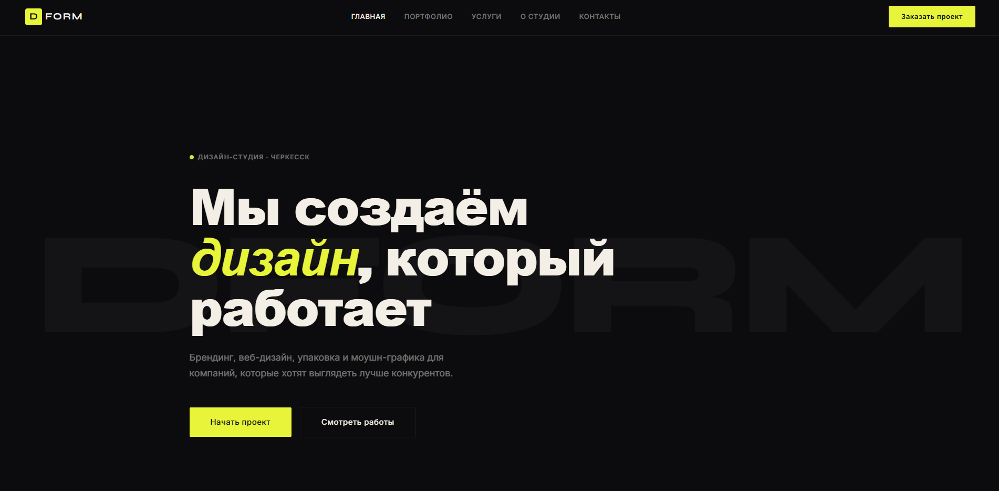 D FORM
ГЛАВНАЯ ПОРТФОЛИО УСЛУГИ О СТУДИИ КОНТАКТЫ
Заказать проект
ДИЗАЙН-СТУДИЯ · ЧЕРКЕССК
Мы создаём
дизайн, который
работает
DFORM
Брендинг, веб-дизайн, упаковка и моушн-графика для
компаний, которые хотят выглядеть лучше конкурентов.
Начать проект
Смотреть работы